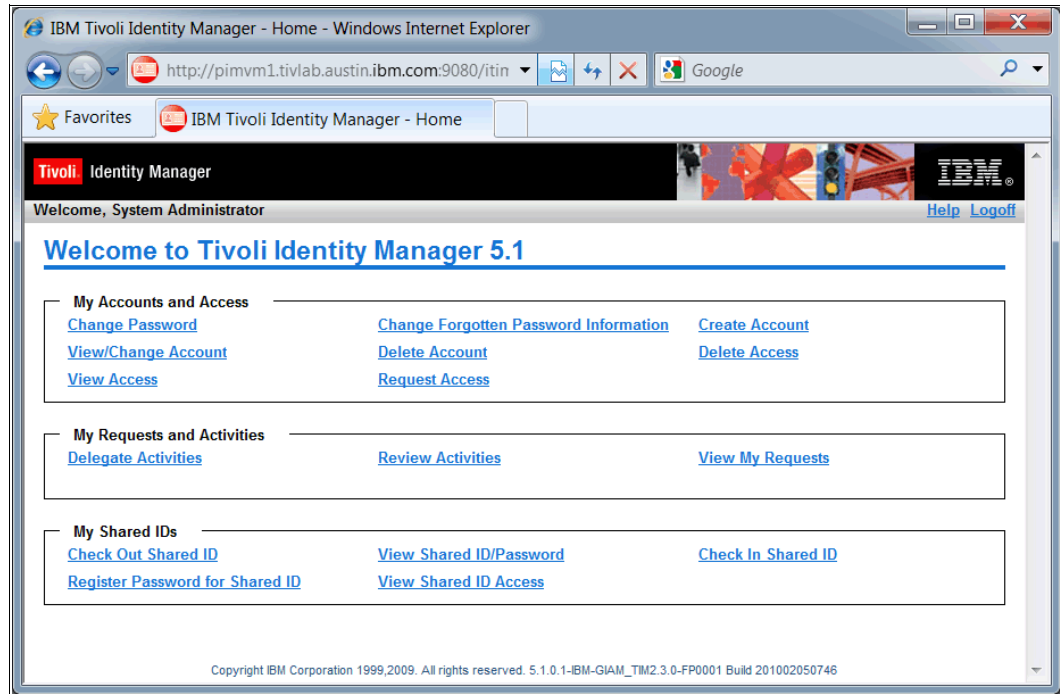 IBM Tivoli Identity Manager - Home - Windows Internet Explorer
http://pimvm1.tivlab.austin.ibm.com:9080/itin
Google
Favorites
IBM Tivoli Identity Manager - Home
Tivoli. Identity Manager
IBM®
Welcome, System Administrator
Help Logoff
Welcome to Tivoli Identity Manager 5.1
My Accounts and Access
Change Password Change Forgotten Password Information Create Account
View/Change Account Delete Account Delete Access
View Access Request Access
My Requests and Activities
Delegate Activities Review Activities View My Requests
My Shared IDs
Check Out Shared ID View Shared ID/Password Check In Shared ID
Register Password for Shared ID View Shared ID Access
Copyright IBM Corporation 1999,2009. All rights reserved. 5.1.0.1-IBM-GIAM_TIM2.3.0-FP0001 Build 201002050746